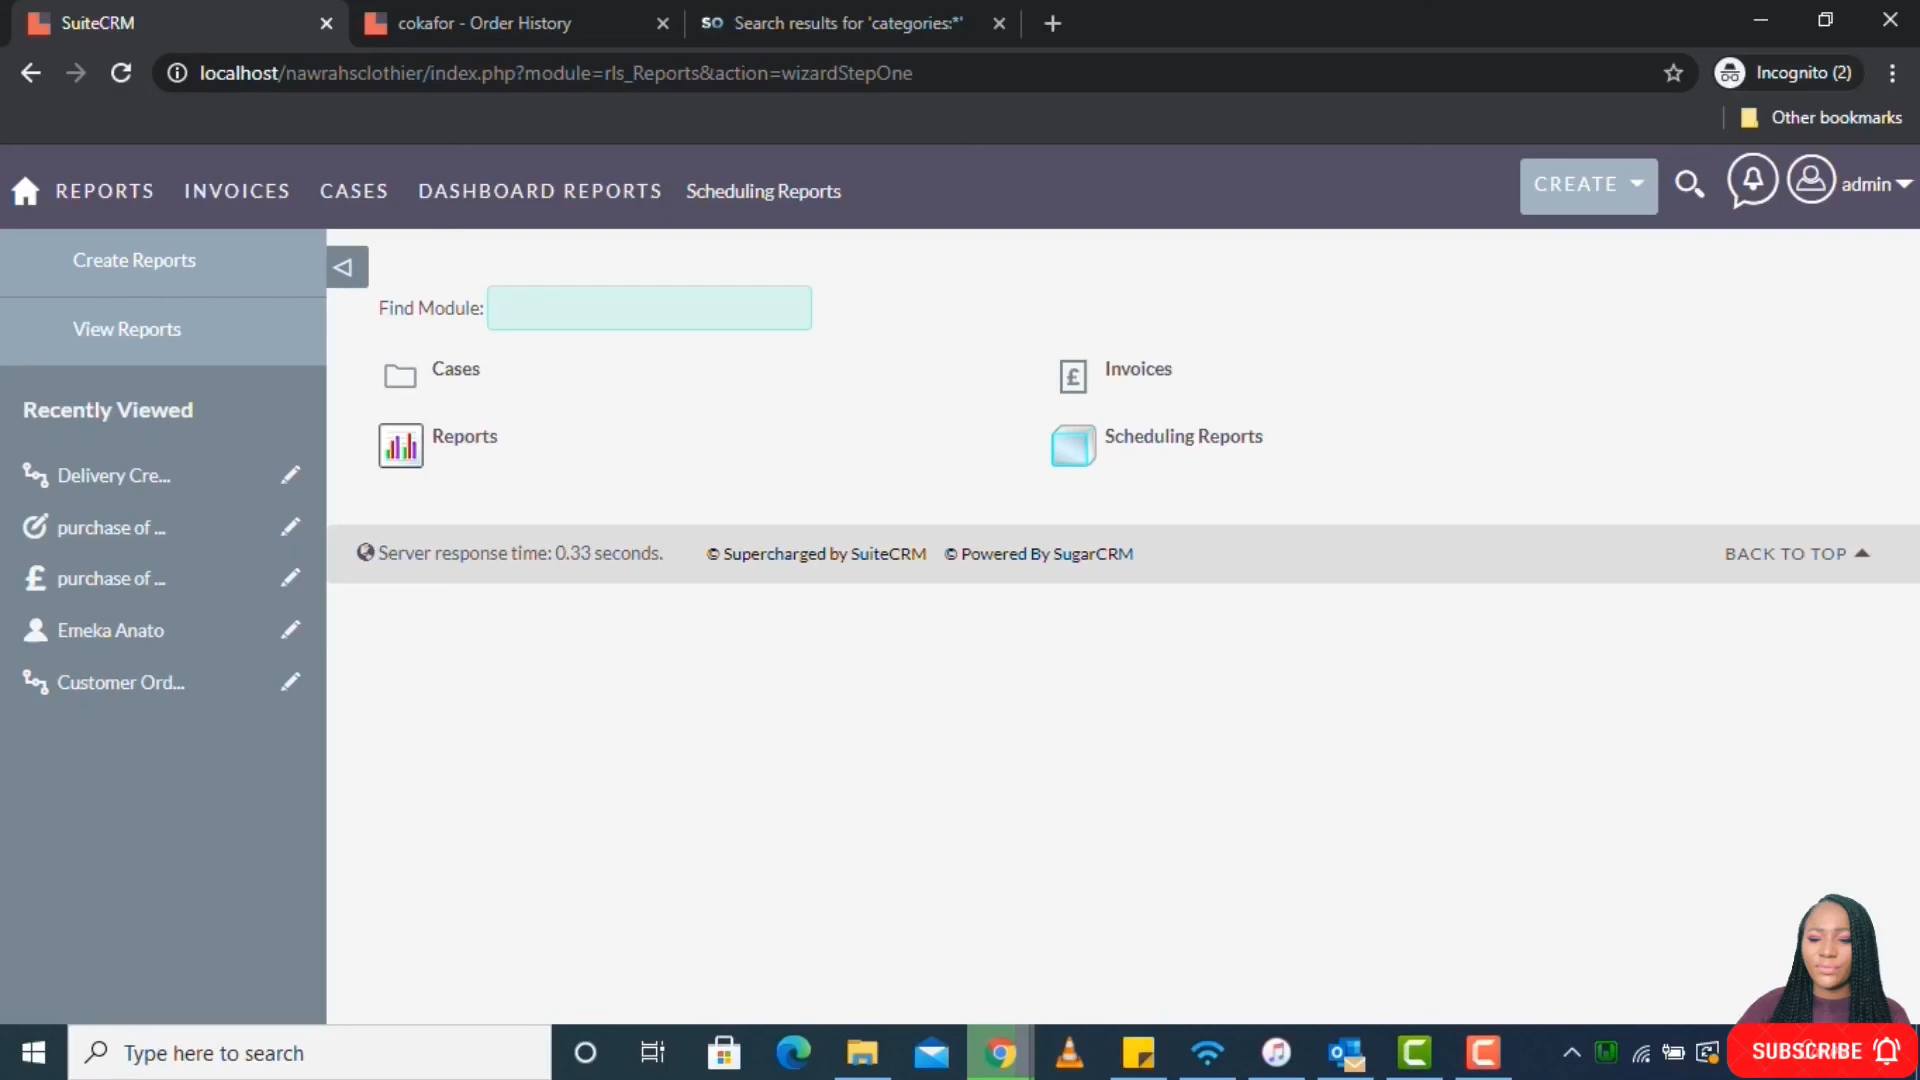 SuiteCRM
cokafor - Order History
SO Search results for 'categories:*'
localhost/nawrahsclothier/index.php?module=rls_Reports&action=wizardStepOne
Incognito (2)
Other bookmarks
REPORTS INVOICES CASES DASHBOARD REPORTS Scheduling Reports
CREATE
admin
Create Reports
View Reports
Recently Viewed
Delivery Cre...
purchase of ...
purchase of ...
Emeka Anato
Customer Ord...
Find Module:
Cases
Invoices
Reports
Scheduling Reports
Server response time: 0.33 seconds. © Supercharged by SuiteCRM © Powered By SugarCRM
BACK TO TOP
Type here to search
SUBSCRIBE